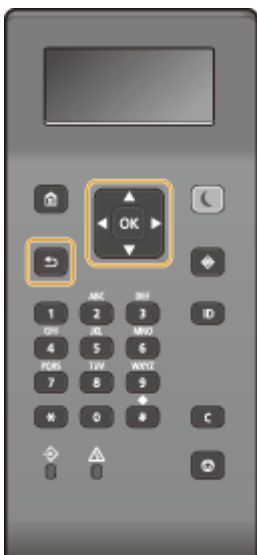 OK
ABC DEF
1 2 3 ID
GHI JKL MNO
4 5 6
PQRS TUV WXYZ
7 8 9
* 0 # C